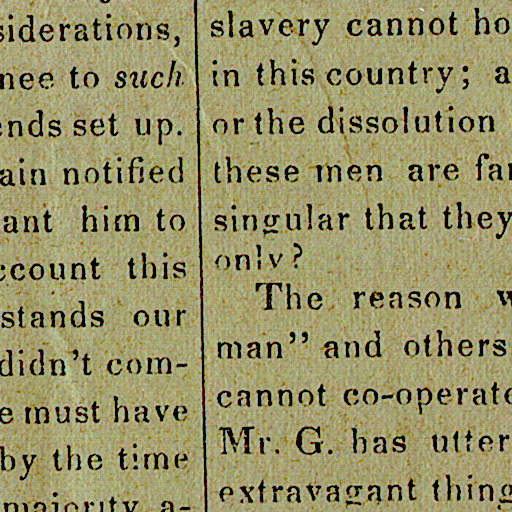 siderations,
nee to such
ends set up.
ain notified
ant him to
ccount this
stands our
didn't com-
e must have
by the time
majority a-
slavery cannot ho
in this country; a
or the dissolution
these men are far
singular that they
only?
The reason w
man" and others
cannot co-operate
Mr. G. has utter
extravagant thing